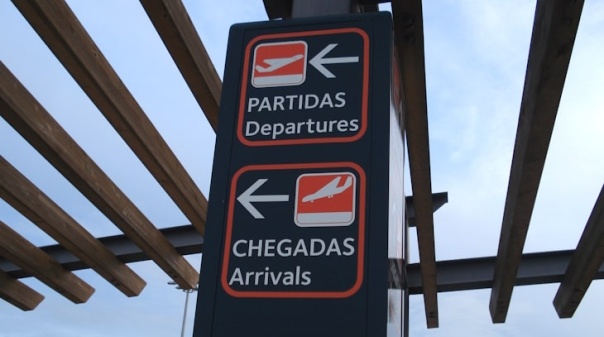 PARTIDAS
Departures
CHEGADAS
Arrivals